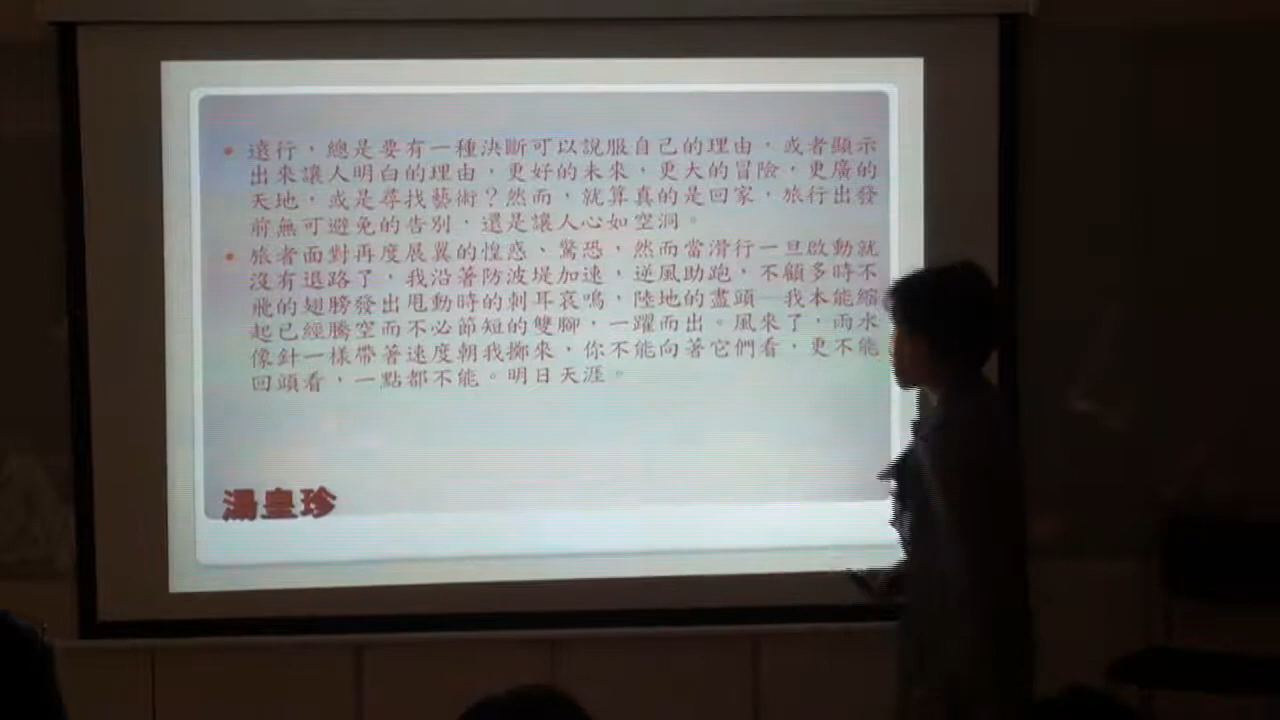 • 遠行，總是要有一種決斷可以說服自己的理由，或者顯示
出來讓人明白的理由，更好的未來，更大的冒險，更廣的
天地，或是尋找藝術？然而，就算真的是回家，旅行出發
前無可避免的告別，還是讓人心如空洞。
• 旅者面對再度展翼的惶惑、驚恐，然而當滑行一旦啟動就
沒有退路了，我沿著防波堤加速，逆風助跑，不顧多時不
飛的翅膀發出甩動時的刺耳哀鳴，陸地的盡頭—我本能縮
起已經騰空而不必節短的雙腳，一躍而出。風來了，雨水
像針一樣帶著速度朝我擲來，你不能向著它們看，更不能
回頭看，一點都不能。明日天涯。
湯皇珍